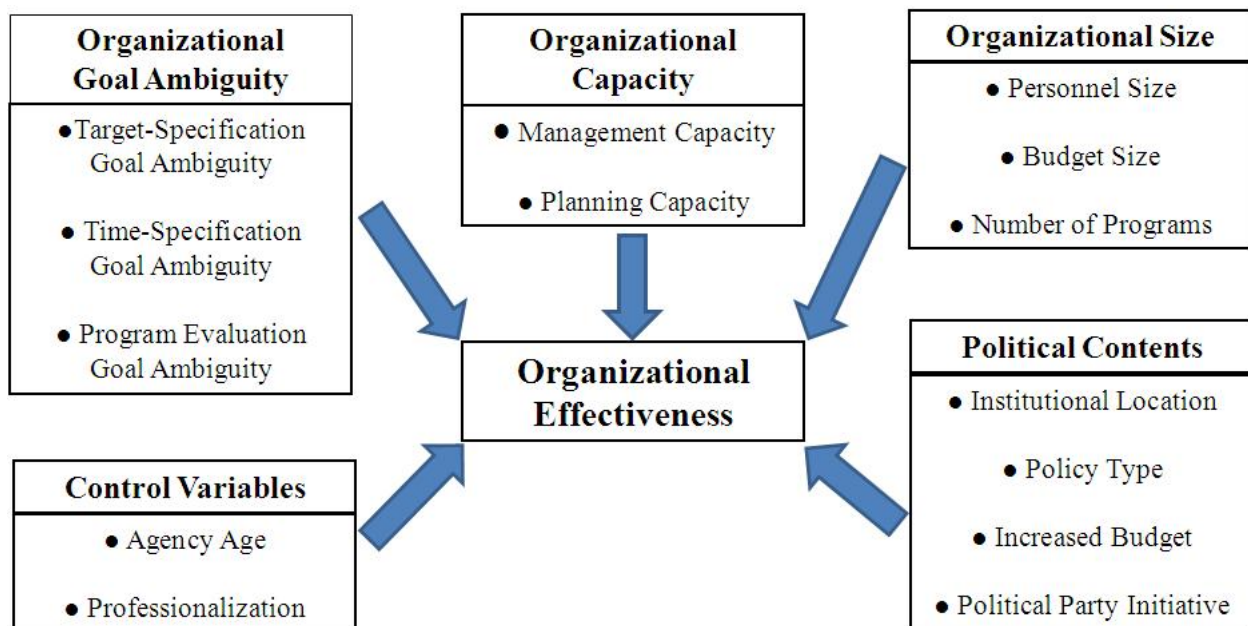 Organizational
Goal Ambiguity
●Target-Specification
Goal Ambiguity
● Time-Specification
Goal Ambiguity
● Program Evaluation
Goal Ambiguity
Organizational
Capacity
● Management Capacity
● Planning Capacity
Organizational Size
● Personnel Size
● Budget Size
● Number of Programs
Organizational
Effectiveness
Control Variables
● Agency Age
● Professionalization
Political Contents
● Institutional Location
● Policy Type
● Increased Budget
● Political Party Initiative